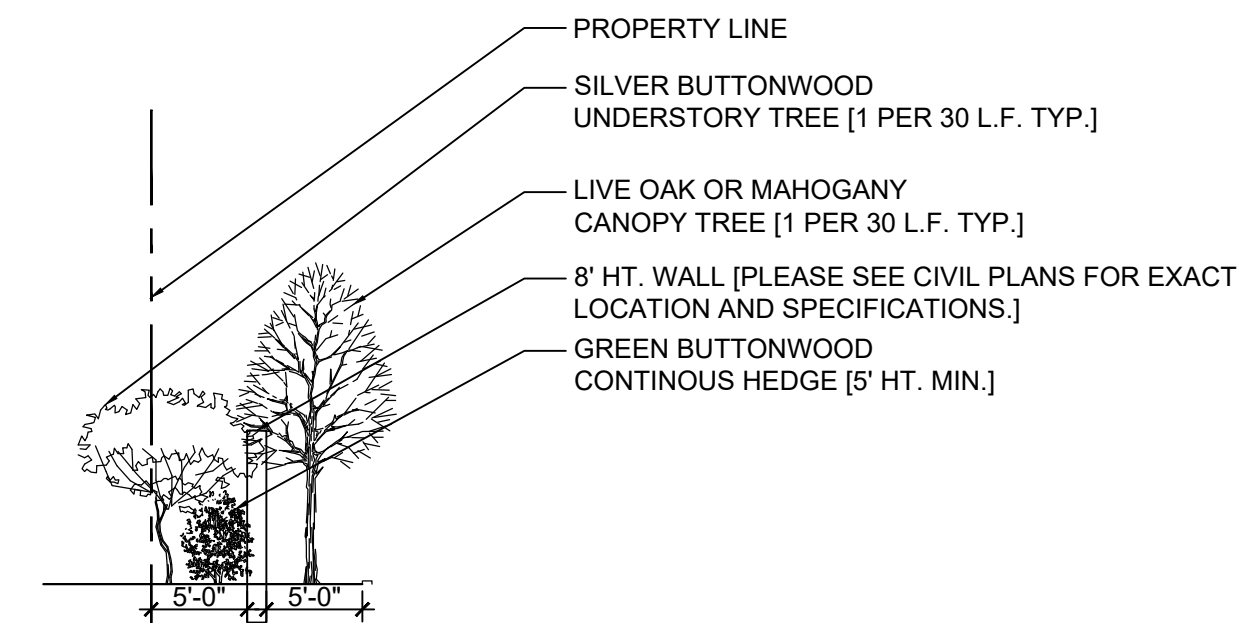 PROPERTY LINE
SILVER BUTTONWOOD
UNDERSTORY TREE [1 PER 30 L.F. TYP.]
LIVE OAK OR MAHOGANY
CANOPY TREE [1 PER 30 L.F. TYP.]
8' HT. WALL [PLEASE SEE CIVIL PLANS FOR EXACT
LOCATION AND SPECIFICATIONS.]
GREEN BUTTONWOOD
CONTINOUS HEDGE [5' HT. MIN.]
5'-0" 5'-0"